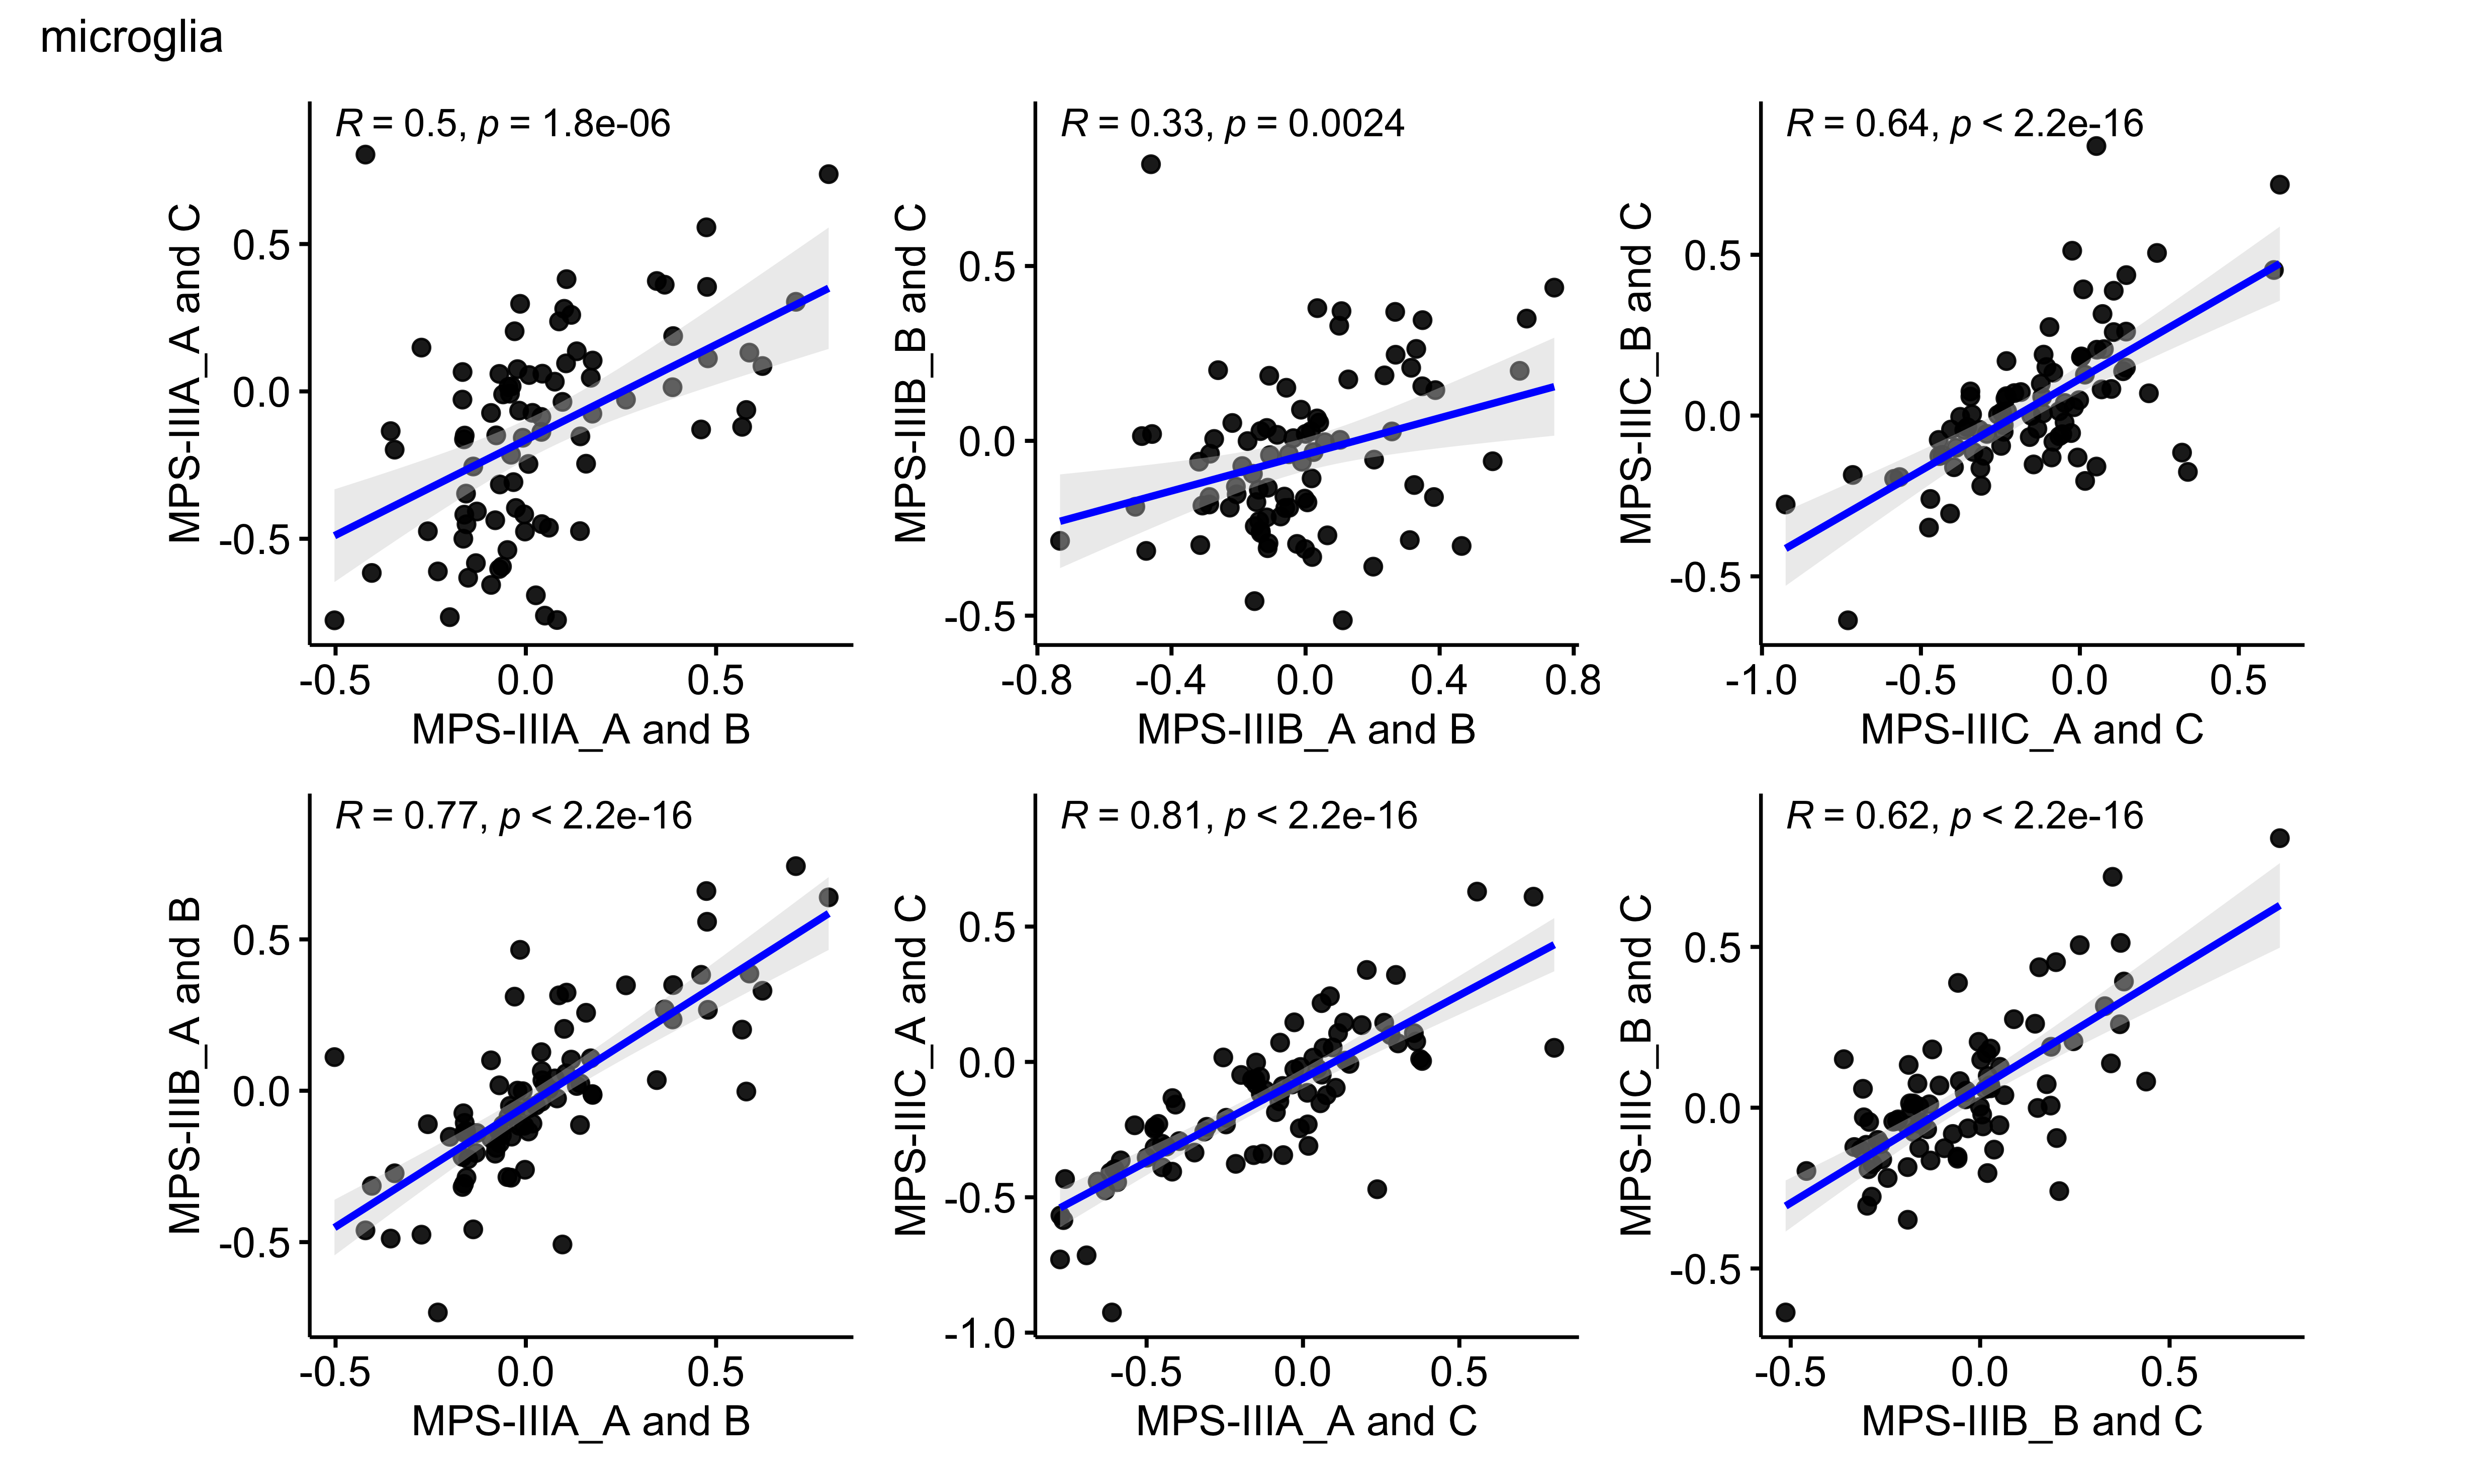 microglia
R = 0.5, p = 1.8e-06
MPS-IIIA_A and C
0.5
0.0
-0.5
-0.5 0.0 0.5
MPS-IIIA_A and B
R = 0.33, p = 0.0024
MPS-IIIB_B and C
0.5
0.0
-0.5
-0.8 -0.4 0.0 0.4 0.8
MPS-IIIB_A and B
R = 0.64, p < 2.2e-16
MPS-IIIC_B and C
0.5
0.0
-0.5
-1.0 -0.5 0.0 0.5
MPS-IIIC_A and C
R = 0.77, p < 2.2e-16
MPS-IIIB_A and B
0.5
0.0
-0.5
-0.5 0.0 0.5
MPS-IIIA_A and B
R = 0.81, p < 2.2e-16
MPS-IIIC_A and C
0.5
0.0
-0.5
-1.0
-0.5 0.0 0.5
MPS-IIIA_A and C
R = 0.62, p < 2.2e-16
MPS-IIIC_B and C
0.5
0.0
-0.5
-0.5 0.0 0.5
MPS-IIIB_B and C